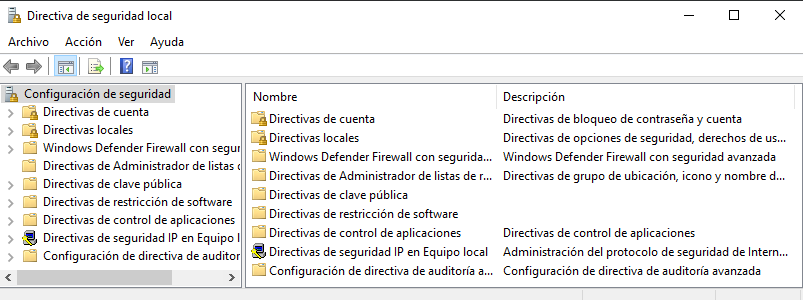 Directiva de seguridad local
Archivo Acción Ver Ayuda
Configuración de seguridad
Directivas de cuenta
Directivas locales
Windows Defender Firewall con segur
Directivas de Administrador de listas d
Directivas de clave pública
Directivas de restricción de software
Directivas de control de aplicaciones
Directivas de seguridad IP en Equipo l
Configuración de directiva de auditor
Nombre Descripción
Directivas de cuenta Directivas de bloqueo de contraseña y cuenta
Directivas locales Directivas de opciones de seguridad, derechos de us...
Windows Defender Firewall con segurida... Windows Defender Firewall con seguridad avanzada
Directivas de Administrador de listas de r... Directivas de grupo de ubicación, icono y nombre d...
Directivas de clave pública
Directivas de restricción de software
Directivas de control de aplicaciones Directivas de control de aplicaciones
Directivas de seguridad IP en Equipo local Administración del protocolo de seguridad de Intern...
Configuración de directiva de auditoría a... Configuración de directiva de auditoría avanzada